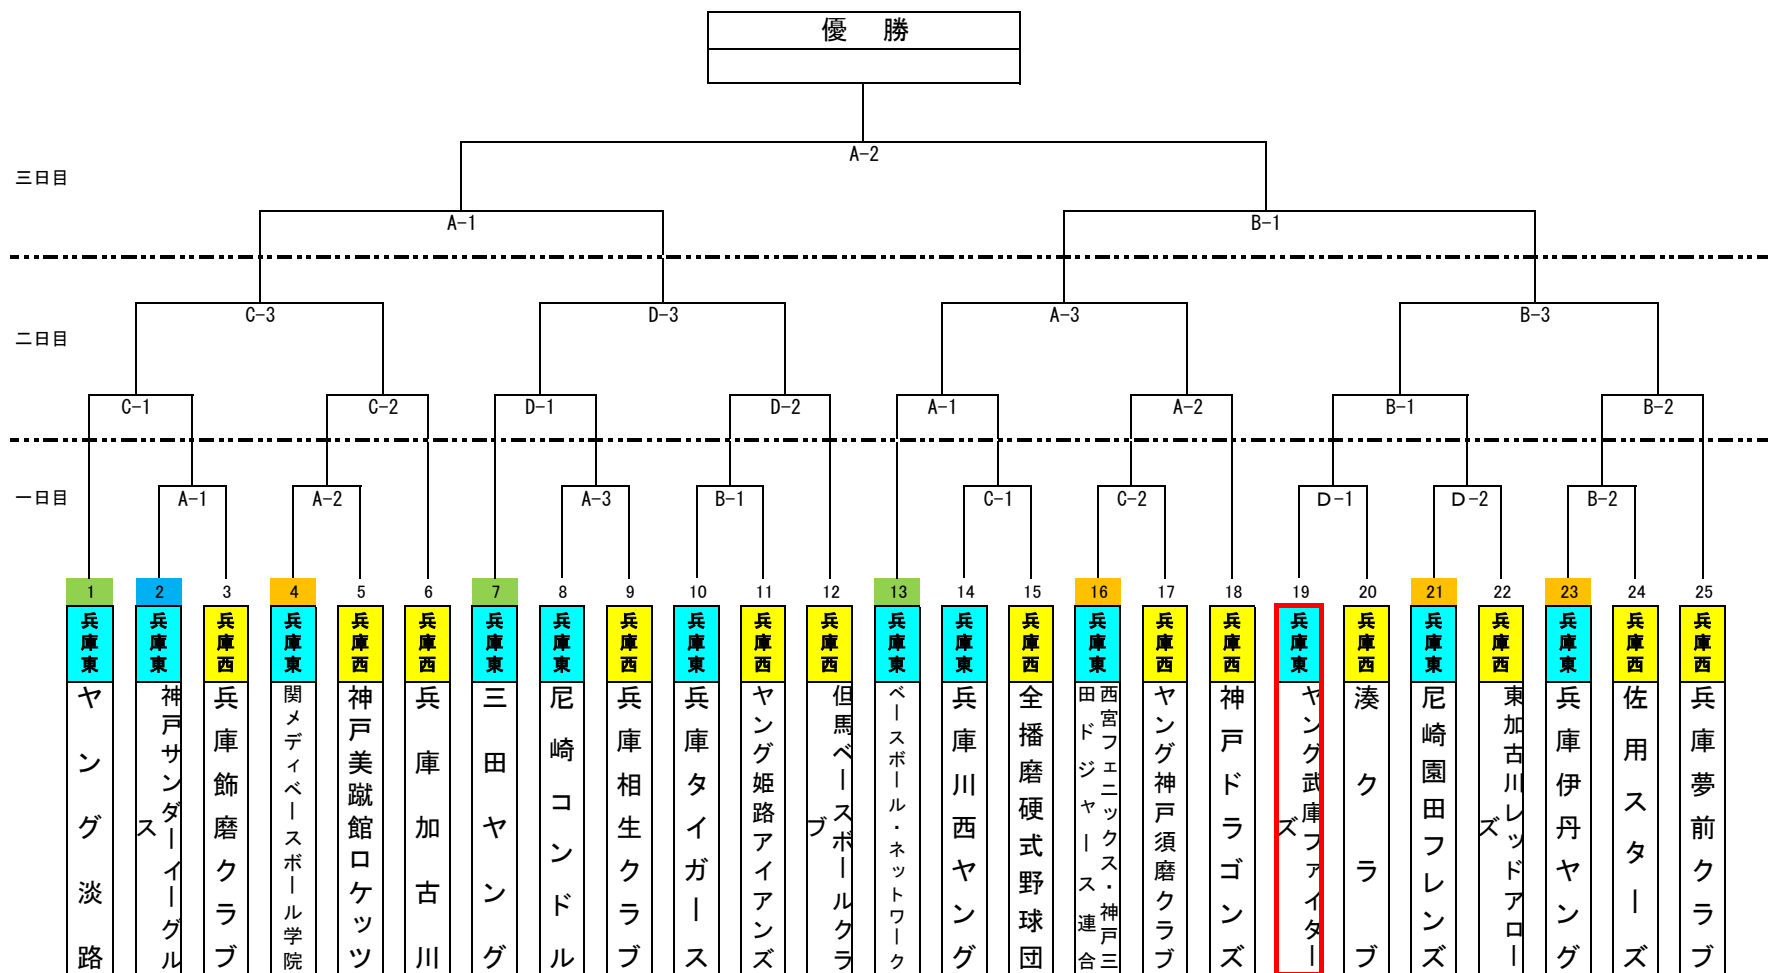 優　勝
A-2
三日目
A-1
B-1
C-3
D-3
A-3
B-3
二日目
C-1
C-2
D-1
D-2
A-1
A-2
B-1
B-2
一日目
A-1
A-2
A-3
B-1
C-1
C-2
D-1
D-2
B-2
1
2
3
4
5
6
7
8
9
10
11
12
13
14
15
16
17
18
19
20
21
22
23
24
25
兵庫東
兵庫東
兵庫西
兵庫東
兵庫西
兵庫西
兵庫東
兵庫東
兵庫西
兵庫東
兵庫西
兵庫西
兵庫東
兵庫東
兵庫西
兵庫東
兵庫西
兵庫西
兵庫東
兵庫西
兵庫東
兵庫西
兵庫東
兵庫西
兵庫西
ヤング淡路
神戸サンダーイーグル
ス
兵庫飾磨クラブ
関メディベースボール学院
神戸美蹴館ロケッツ
兵庫加古川
三田ヤング
尼崎コンドル
兵庫相生クラブ
兵庫タイガース
ヤング姫路アイアンズ
但馬ベースボールクラ
ブ
ベースボール・ネットワーク
兵庫川西ヤング
全播磨硬式野球団
西宮フェニックス・神戸三
田ドジャース連合
ヤング神戸須磨クラブ
神戸ドラゴンズ
ヤング武庫ファイター
ズ
湊クラブ
尼崎園田フレンズ
東加古川レッドアロー
ズ
兵庫伊丹ヤング
佐用スターズ
兵庫夢前クラブ